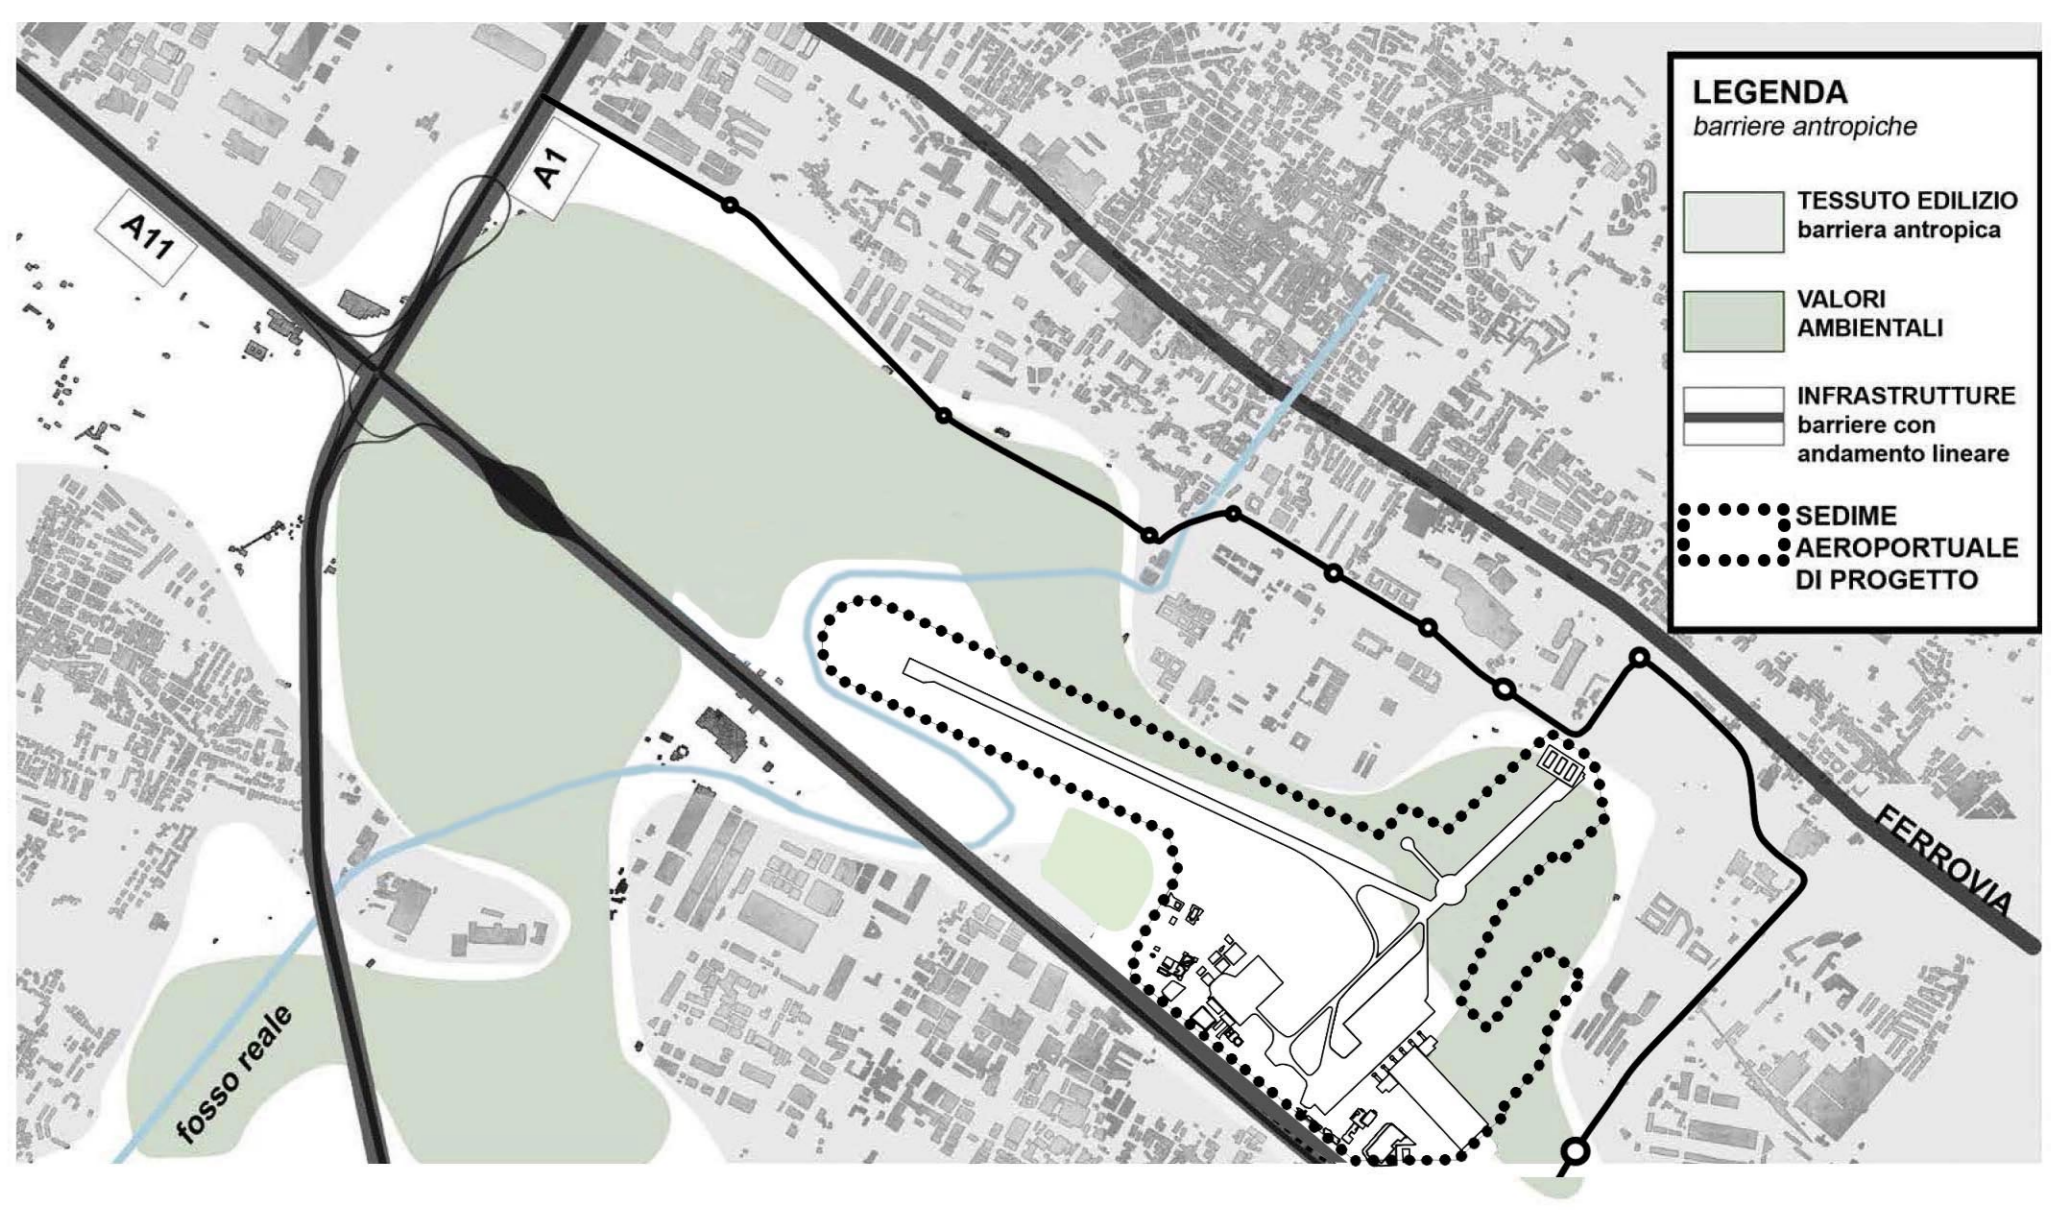 LEGENDA
barriere antropiche
TESSUTO EDILIZIO
barriera antropica
VALORI
AMBIENTALI
INFRASTRUTTURE
barriere con
andamento lineare
SEDIME
AEROPORTUALE
DI PROGETTO
A1
A11
FERROVIA
fosso reale